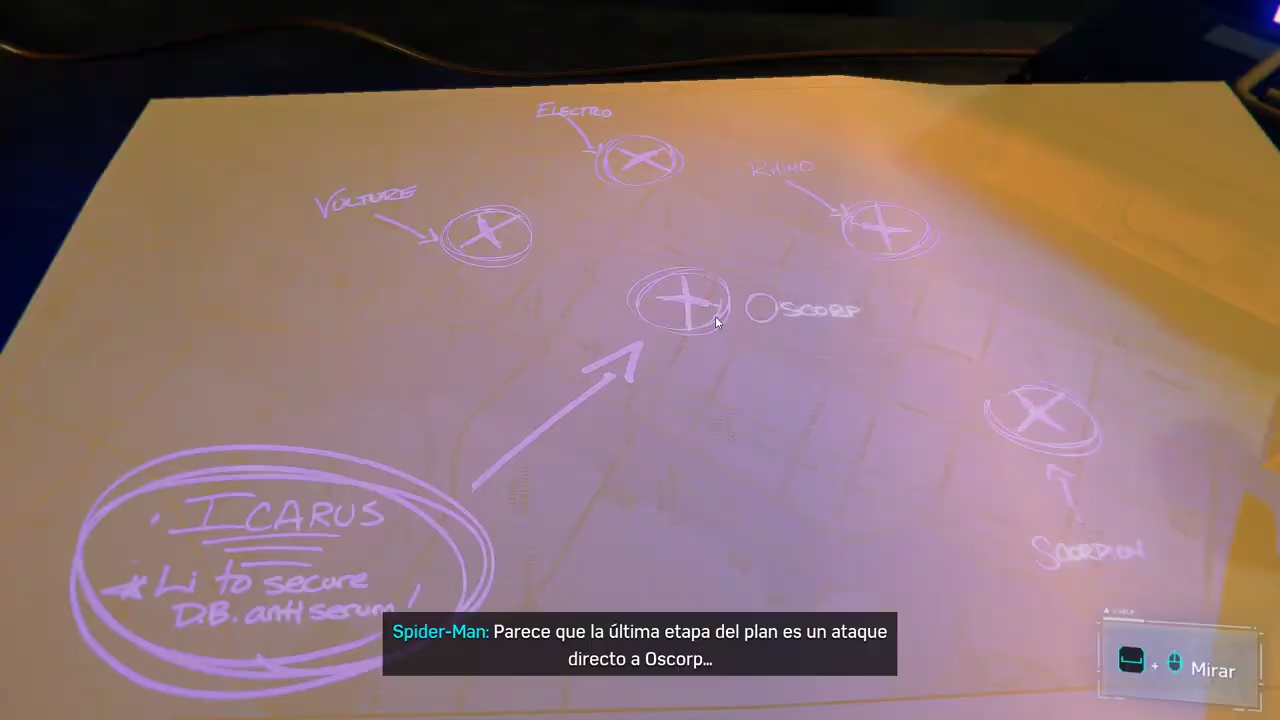 ELECTRO
RHINO
VULTURE
OSCORP
• ICARUS
★ Li to secure
D.B. anti serum!
SCORPION
Spider-Man: Parece que la última etapa del plan es un ataque
directo a Oscorp...
+ Mirar